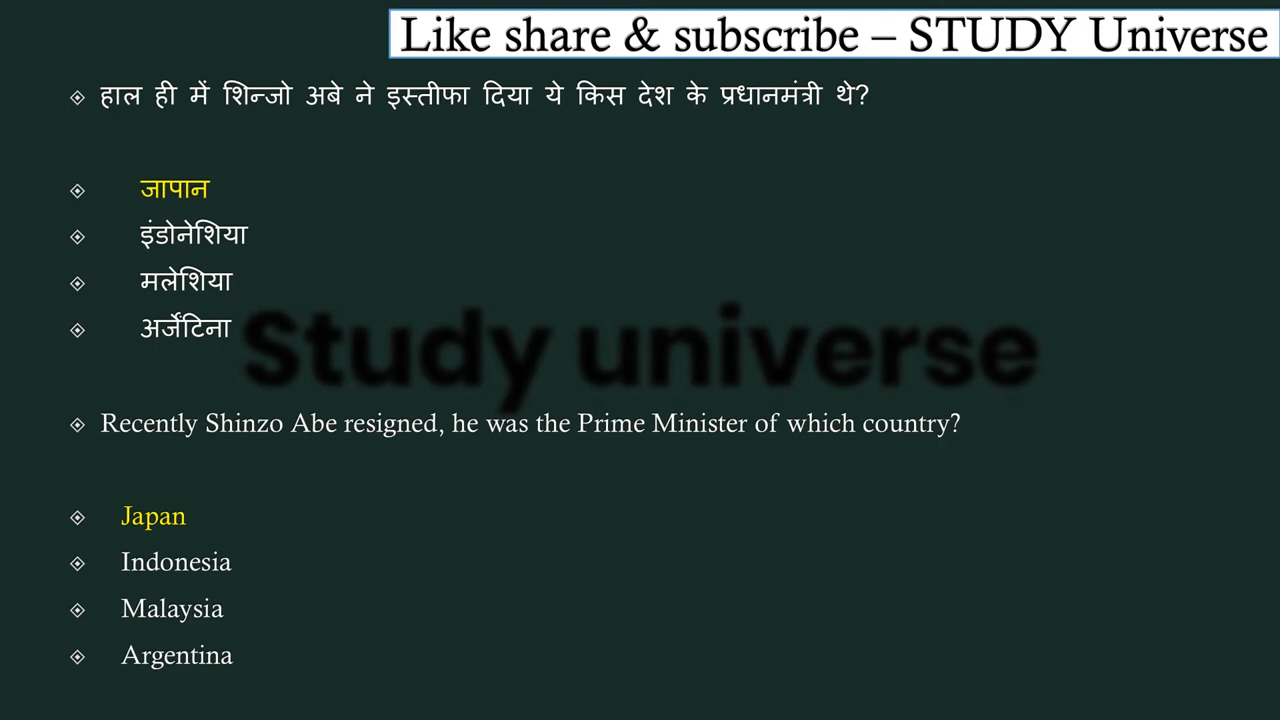 Like share & subscribe – STUDY Universe
हाल ही में शिन्जो अबे ने इस्तीफा दिया ये किस देश के प्रधानमंत्री थे?
जापान
इंडोनेशिया
मलेशिया
अर्जेंटिना
Study universe
Recently Shinzo Abe resigned, he was the Prime Minister of which country?
Japan
Indonesia
Malaysia
Argentina